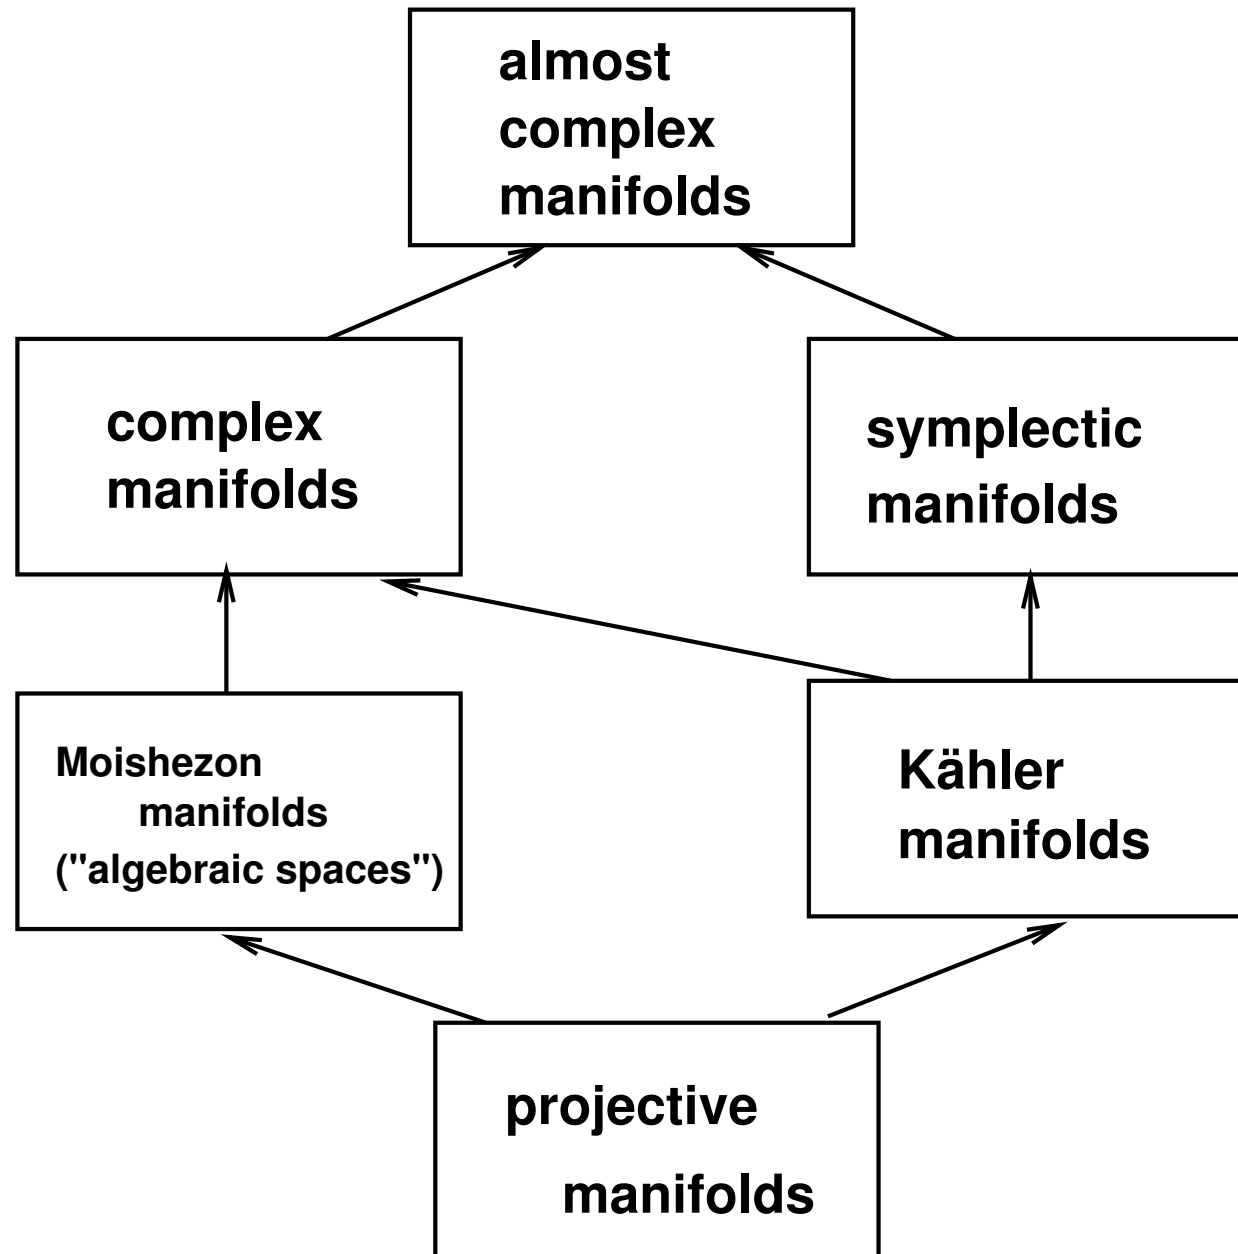 almost
complex
manifolds
complex
manifolds
symplectic
manifolds
Moishezon
manifolds
("algebraic spaces")
Kähler
manifolds
projective
manifolds